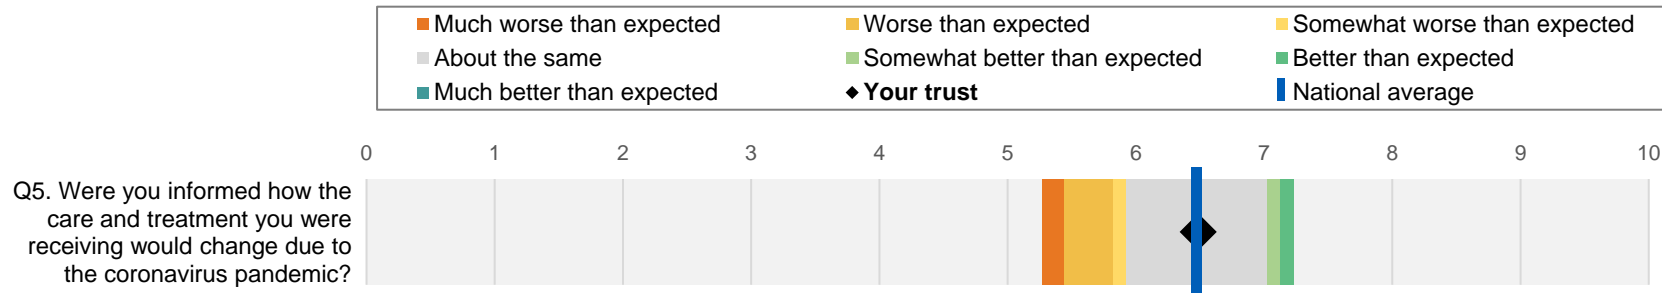 Much worse than expected
Worse than expected
Somewhat worse than expected
About the same
Somewhat better than expected
Better than expected
Much better than expected
Your trust
National average
0 1 2 3 4 5 6 7 8 9 10
Q5. Were you informed how the
care and treatment you were
receiving would change due to
the coronavirus pandemic?